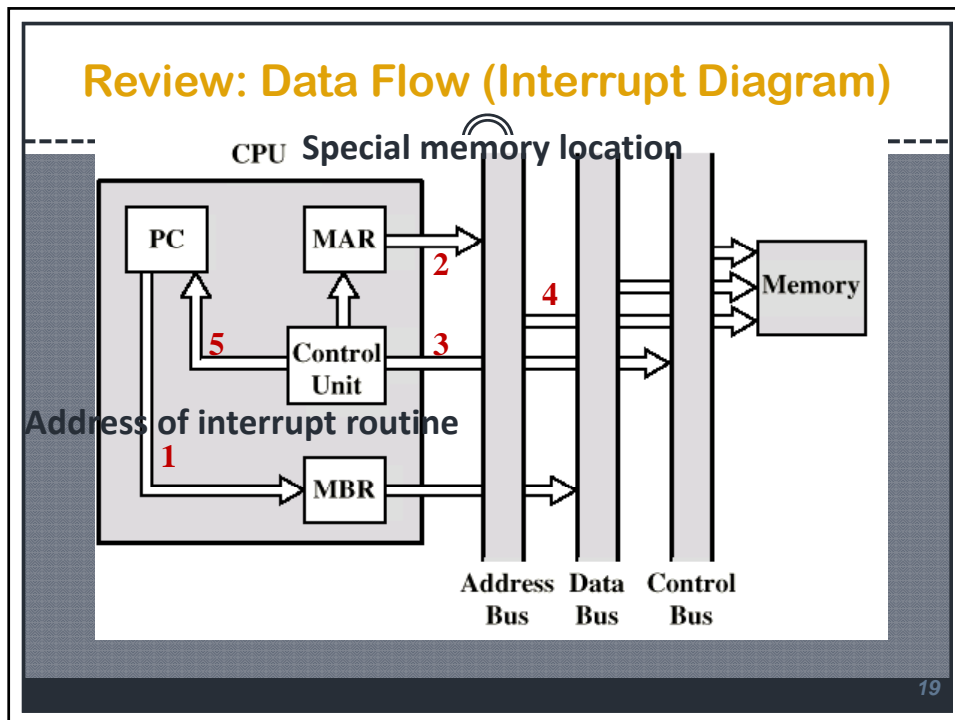 Review: Data Flow (Interrupt Diagram)
CPU Special memory location
PC
MAR
2
4
Memory
5
Control
Unit
3
Address of interrupt routine
1
MBR
Address Data Control
Bus Bus Bus
19